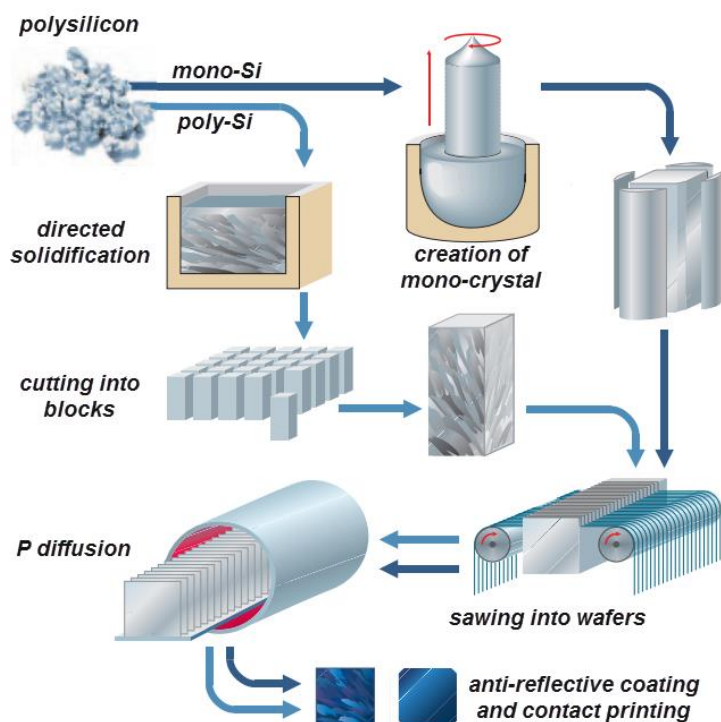 polysilicon
mono-Si
poly-Si
directed
solidification
creation of
mono-crystal
cutting into
blocks
P diffusion
sawing into wafers
anti-reflective coating
and contact printing